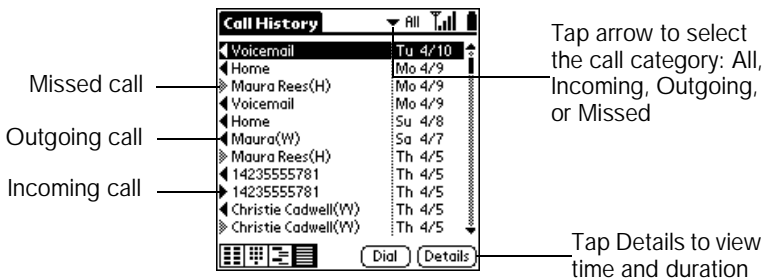 Call History
All
Voicemail Tu 4/10
Home Mo 4/9
Maura Rees(H) Mo 4/9
Voicemail Mo 4/9
Home Su 4/8
Maura(W) Sa 4/7
Maura Rees(H) Th 4/5
14235555781 Th 4/5
14235555781 Th 4/5
Christie Cadwell(W) Th 4/5
Christie Cadwell(W) Th 4/5
Dial Details
Missed call
Outgoing call
Incoming call
Tap arrow to select
the call category: All,
Incoming, Outgoing,
or Missed
Tap Details to view
time and duration